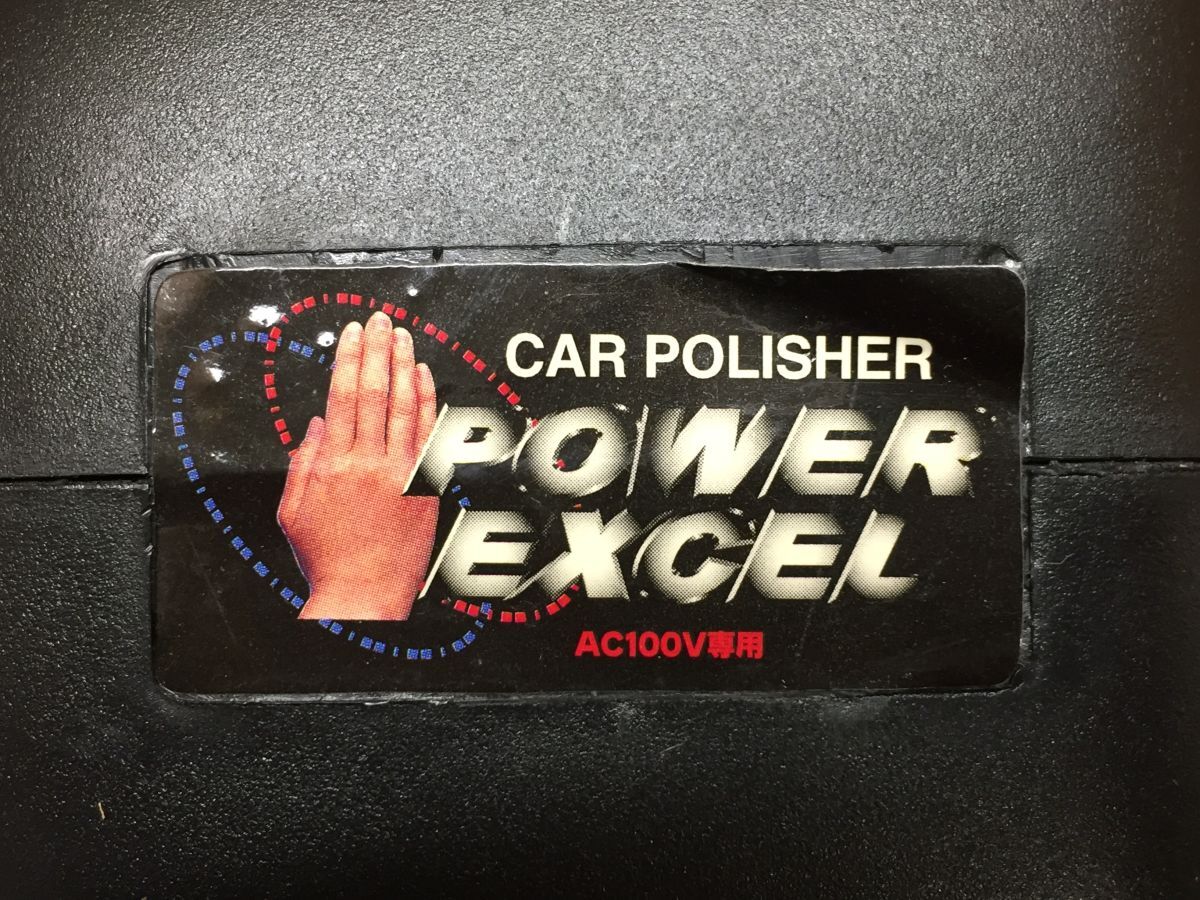 CAR POLISHER
POWER
EXCEL
AC100V専用